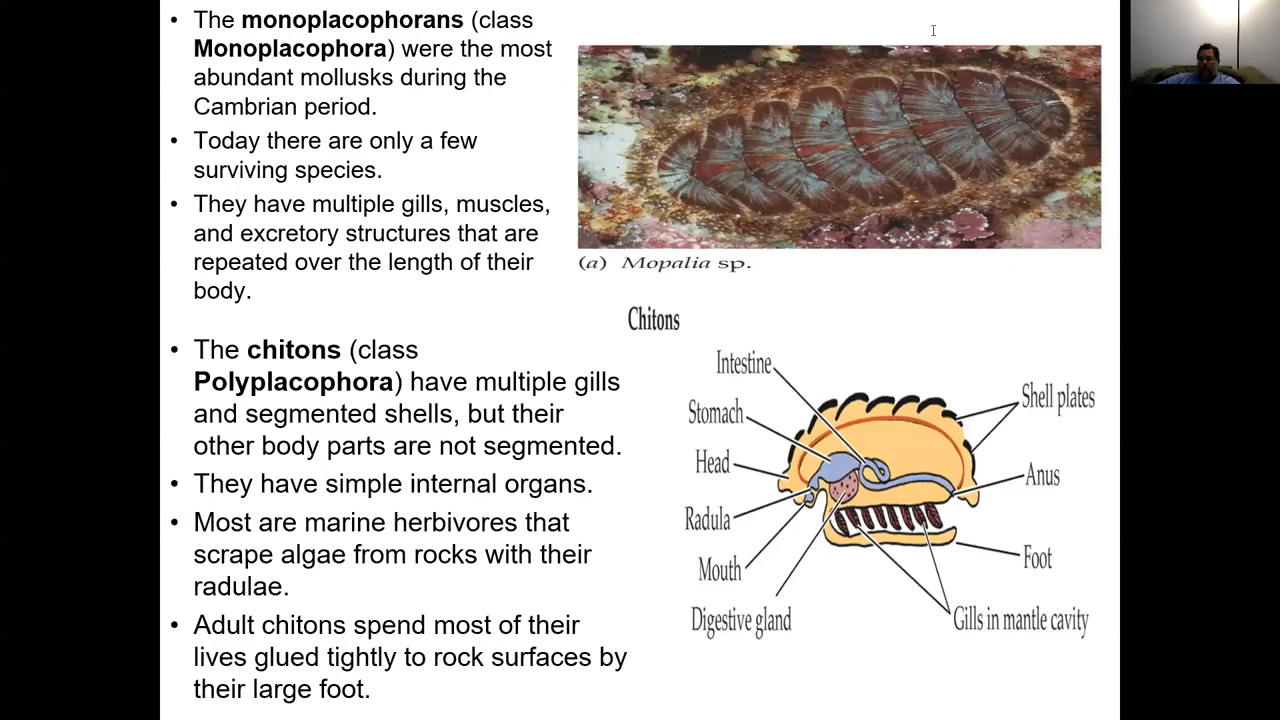 • The monoplacophorans (class
Monoplacophora) were the most
abundant mollusks during the
Cambrian period.
• Today there are only a few
surviving species.
• They have multiple gills, muscles,
and excretory structures that are
repeated over the length of their
body.
• The chitons (class
Polyplacophora) have multiple gills
and segmented shells, but their
other body parts are not segmented.
• They have simple internal organs.
• Most are marine herbivores that
scrape algae from rocks with their
radulae.
• Adult chitons spend most of their
lives glued tightly to rock surfaces by
their large foot.
(a) Mopalia sp.
Chitons
Intestine
Stomach
Head
Radula
Mouth
Digestive gland
Shell plates
Anus
Foot
Gills in mantle cavity